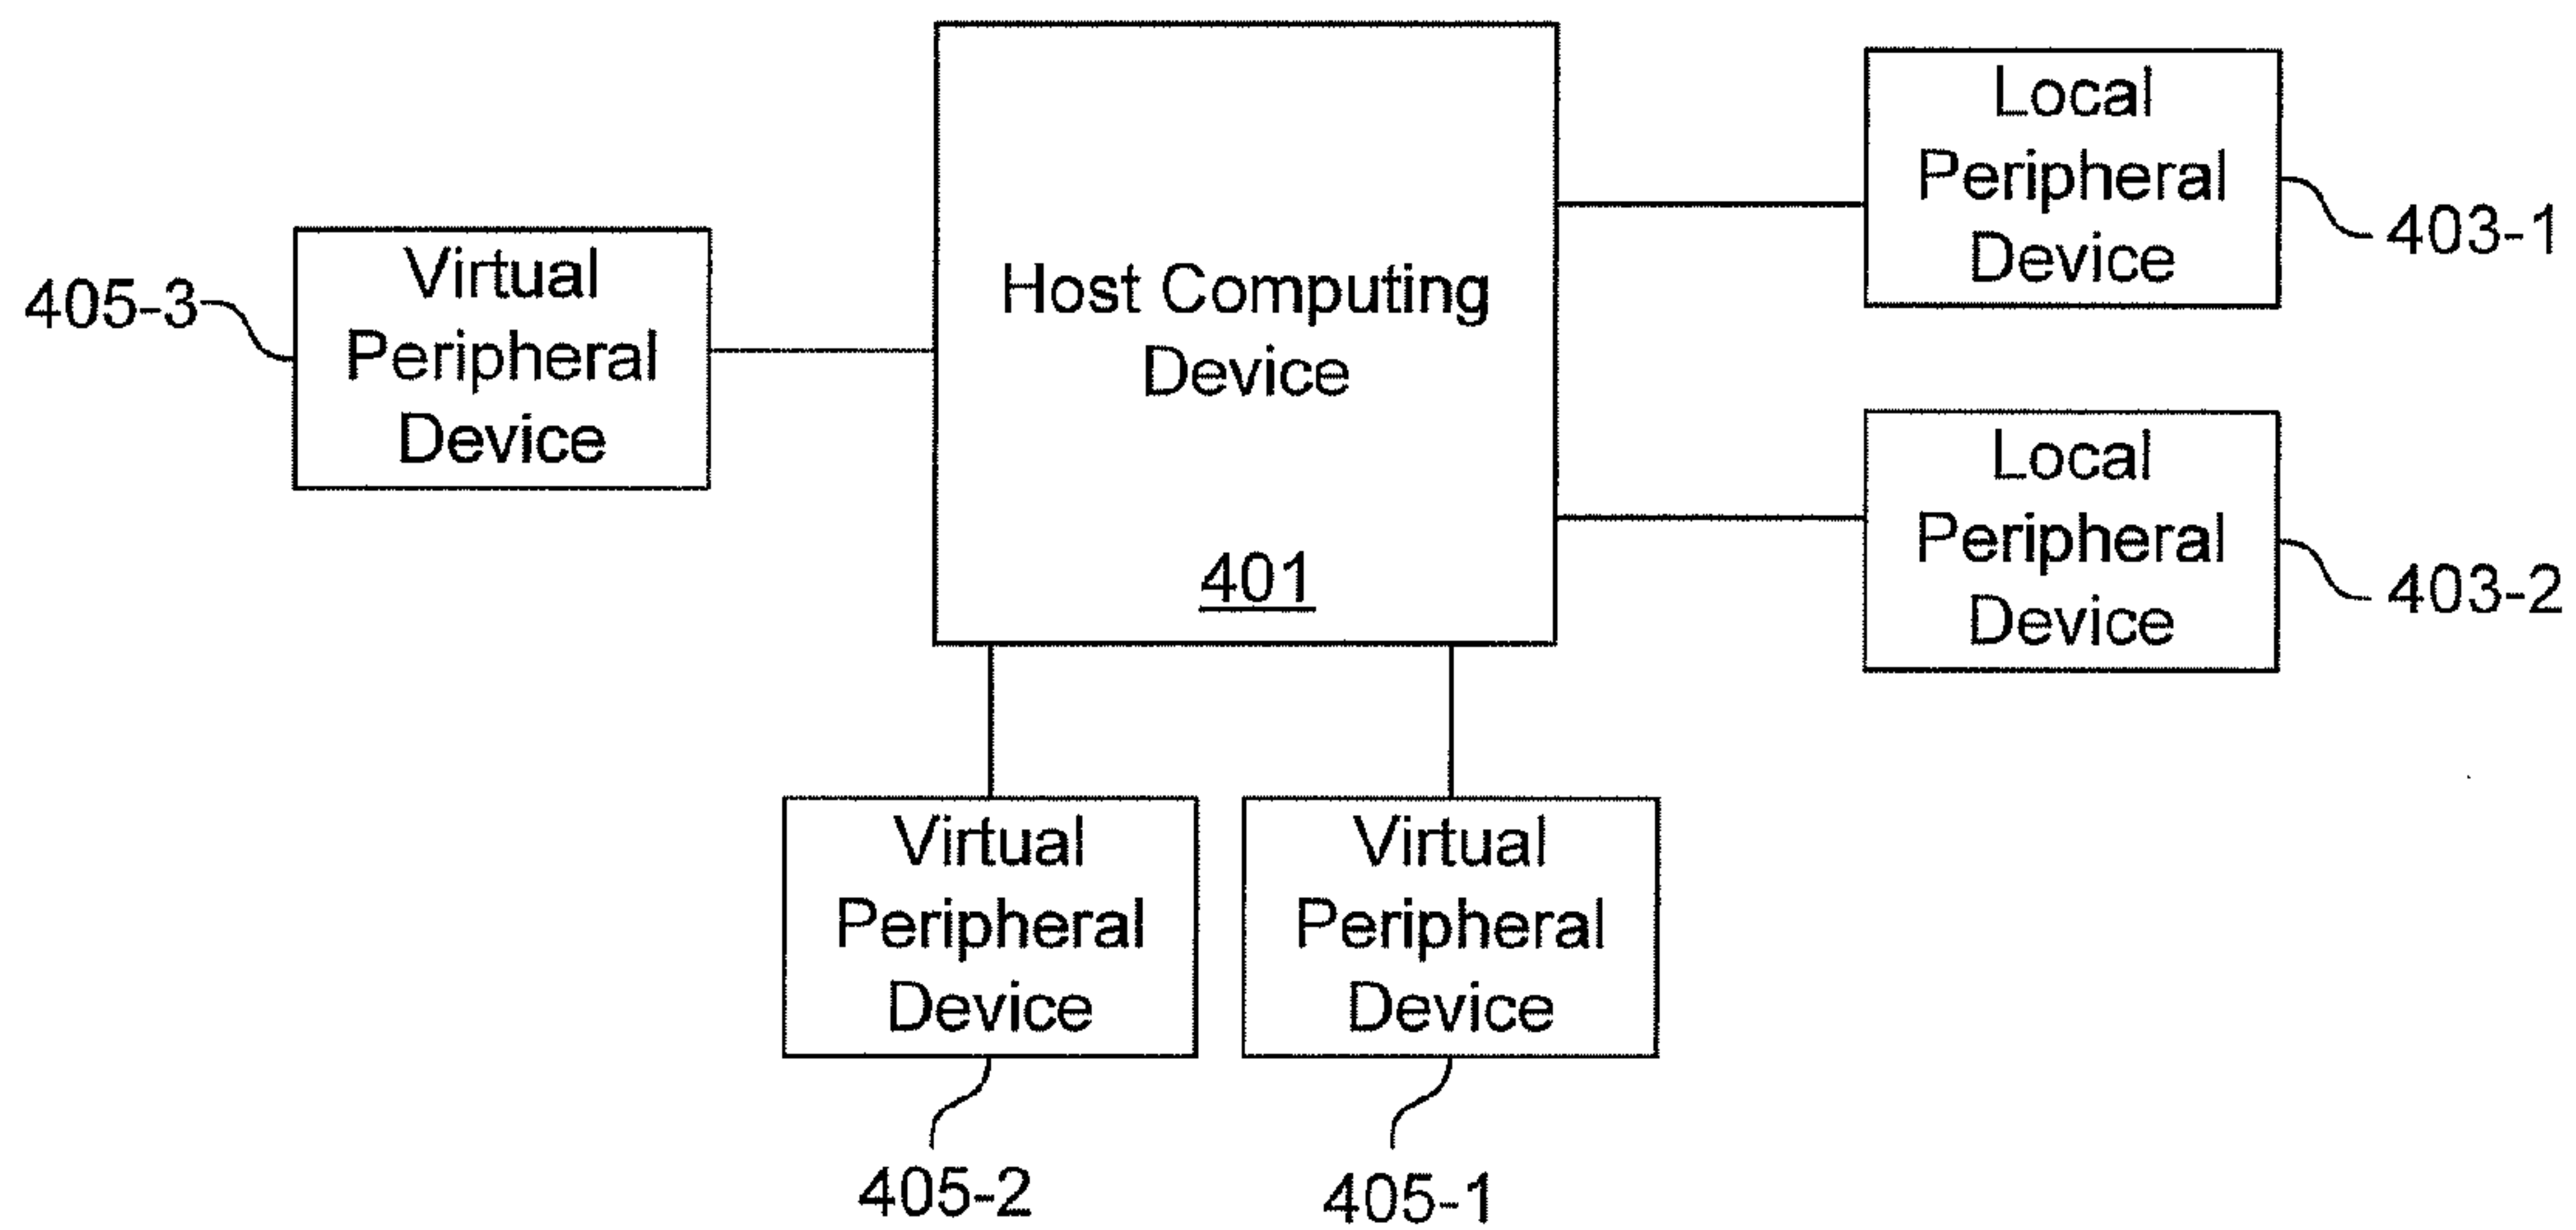 Local
Peripheral
Device
403-1
Host Computing
Device
401
Virtual
Peripheral
Device
405-3
Local
Peripheral
Device
403-2
Virtual
Peripheral
Device
405-2
Virtual
Peripheral
Device
405-1